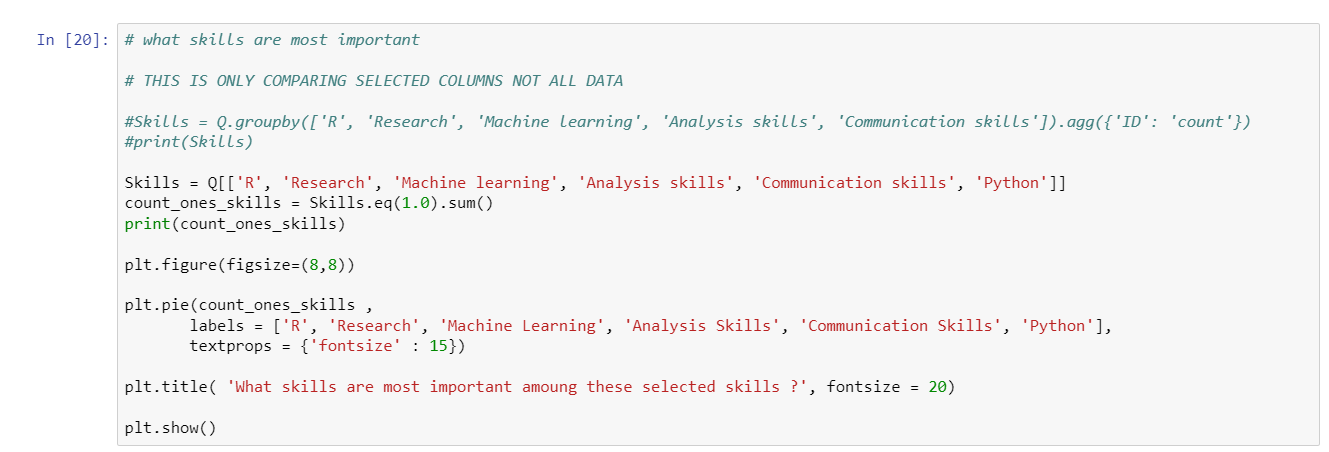 In [20]: # what skills are most important
# THIS IS ONLY COMPARING SELECTED COLUMNS NOT ALL DATA
#Skills = Q.groupby(['R', 'Research', 'Machine learning', 'Analysis skills', 'Communication skills']).agg({'ID': 'count'})
#print(Skills)
Skills = Q[['R', 'Research', 'Machine learning', 'Analysis skills', 'Communication skills', 'Python']]
count_ones_skills = Skills.eq(1.0).sum()
print(count_ones_skills)
plt.figure(figsize=(8,8))
plt.pie(count_ones_skills ,
labels = ['R', 'Research', 'Machine Learning', 'Analysis Skills', 'Communication Skills', 'Python'],
textprops = {'fontsize' : 15})
plt.title( 'What skills are most important amoung these selected skills ?', fontsize = 20)
plt.show()